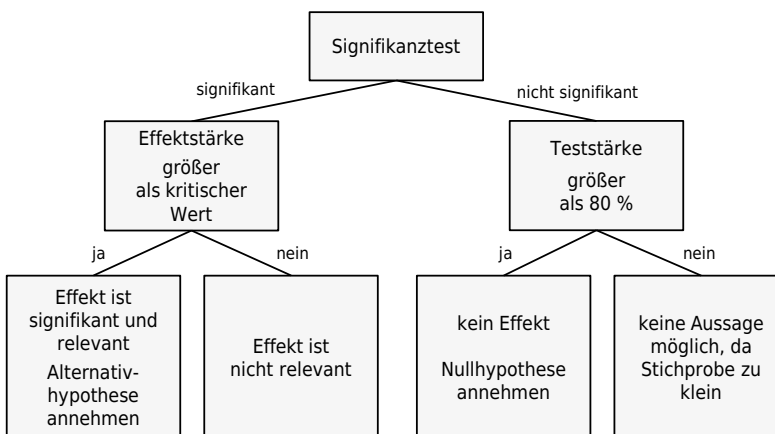 Signifikanztest
signifikant
nicht signifikant
Effektstärke
größer
als kritischer
Wert
Teststärke
größer
als 80 %
ja
nein
ja
nein
Effekt ist
signifikant und
relevant
Alternativ-
hypothese
annehmen
Effekt ist
nicht relevant
kein Effekt
Nullhypothese
annehmen
keine Aussage
möglich, da
Stichprobe zu
klein